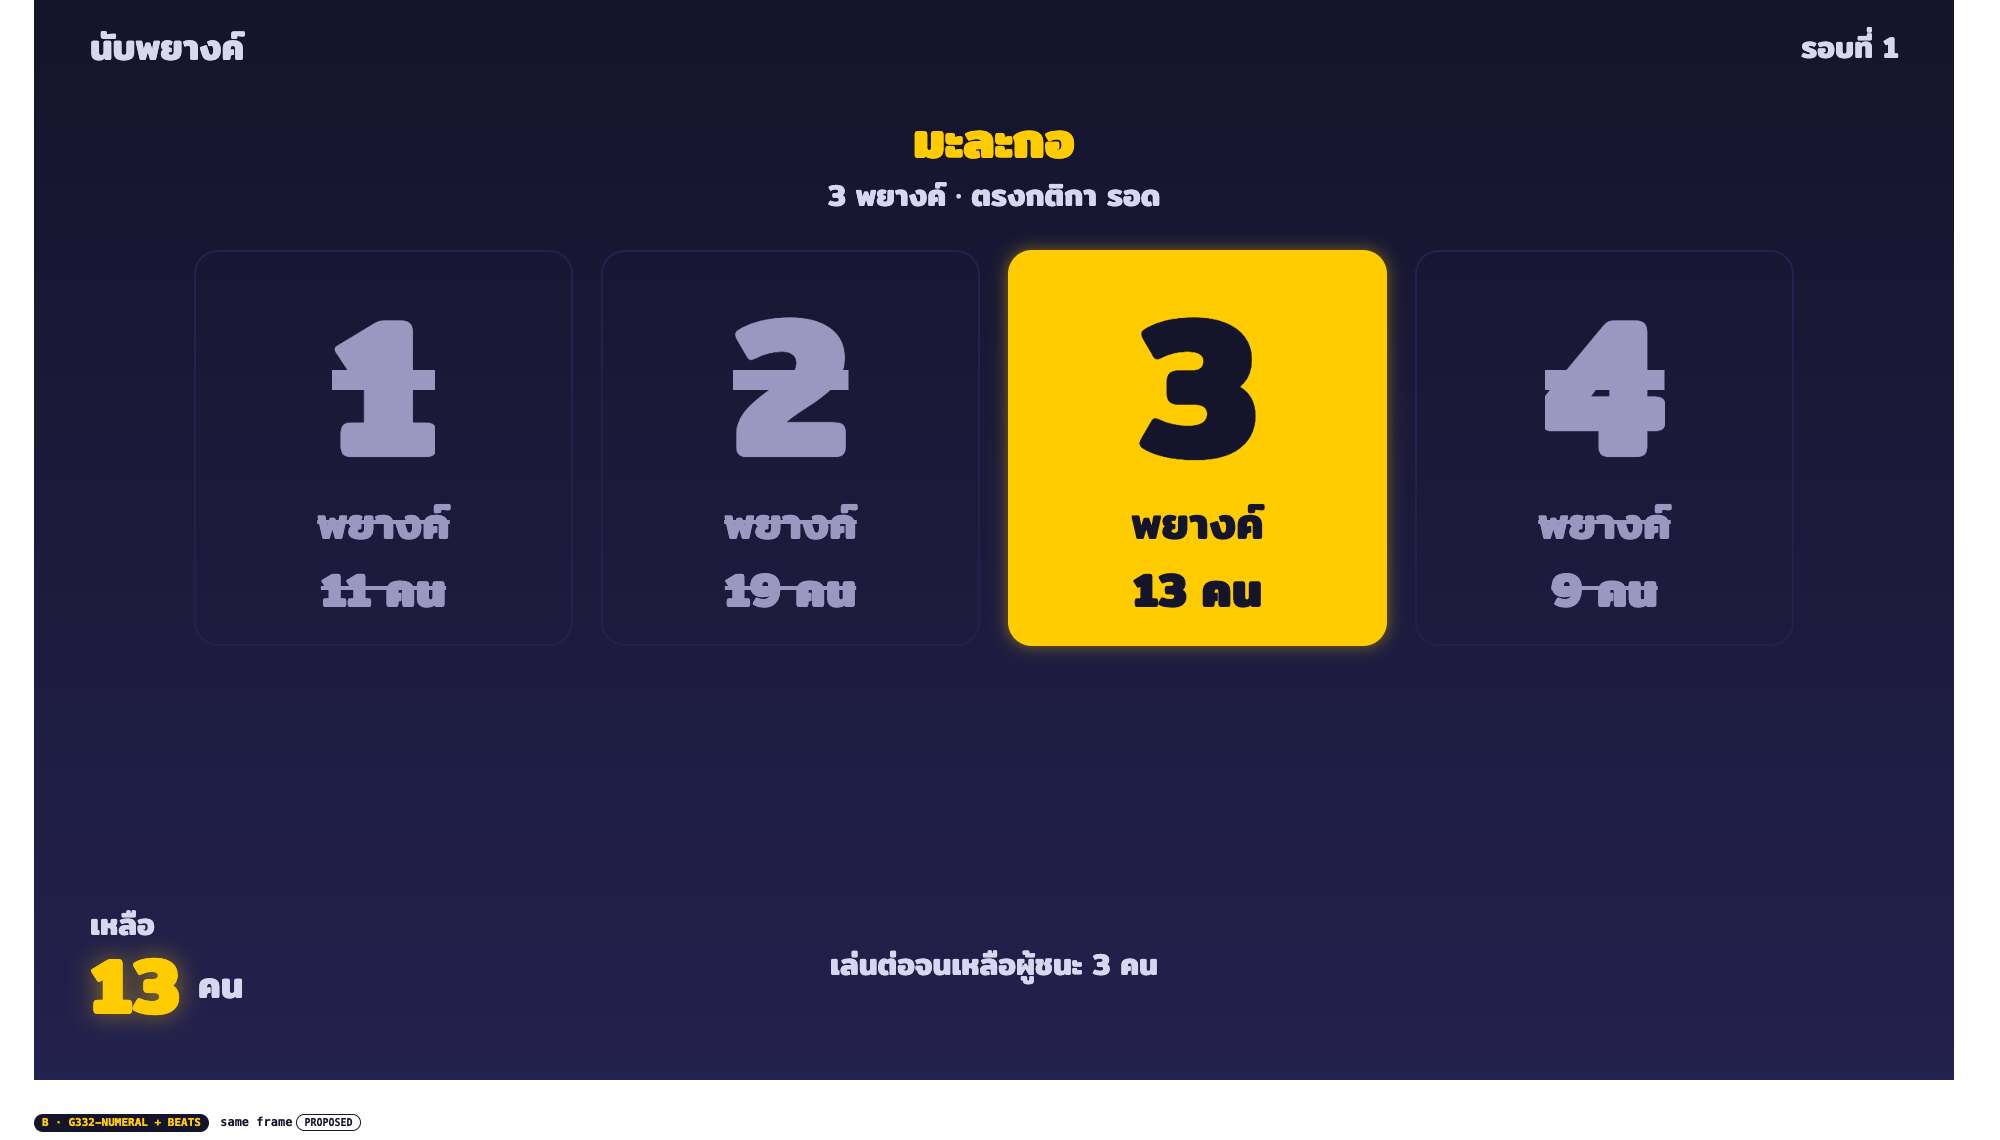 นับพยางค์
รอบที่ 1
มะละกอ
3 พยางค์ · ตรงกติกา รอด
1
พยางค์
11 คน
2
พยางค์
19 คน
3
พยางค์
13 คน
4
พยางค์
9 คน
เหลือ
13 คน
เล่นต่อจนเหลือผู้ชนะ 3 คน
B · G332-NUMERAL + BEATS same frame PROPOSED